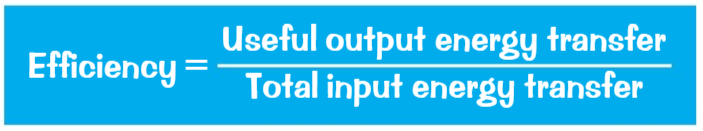 Efficiency = Useful output energy transfer
Total input energy transfer